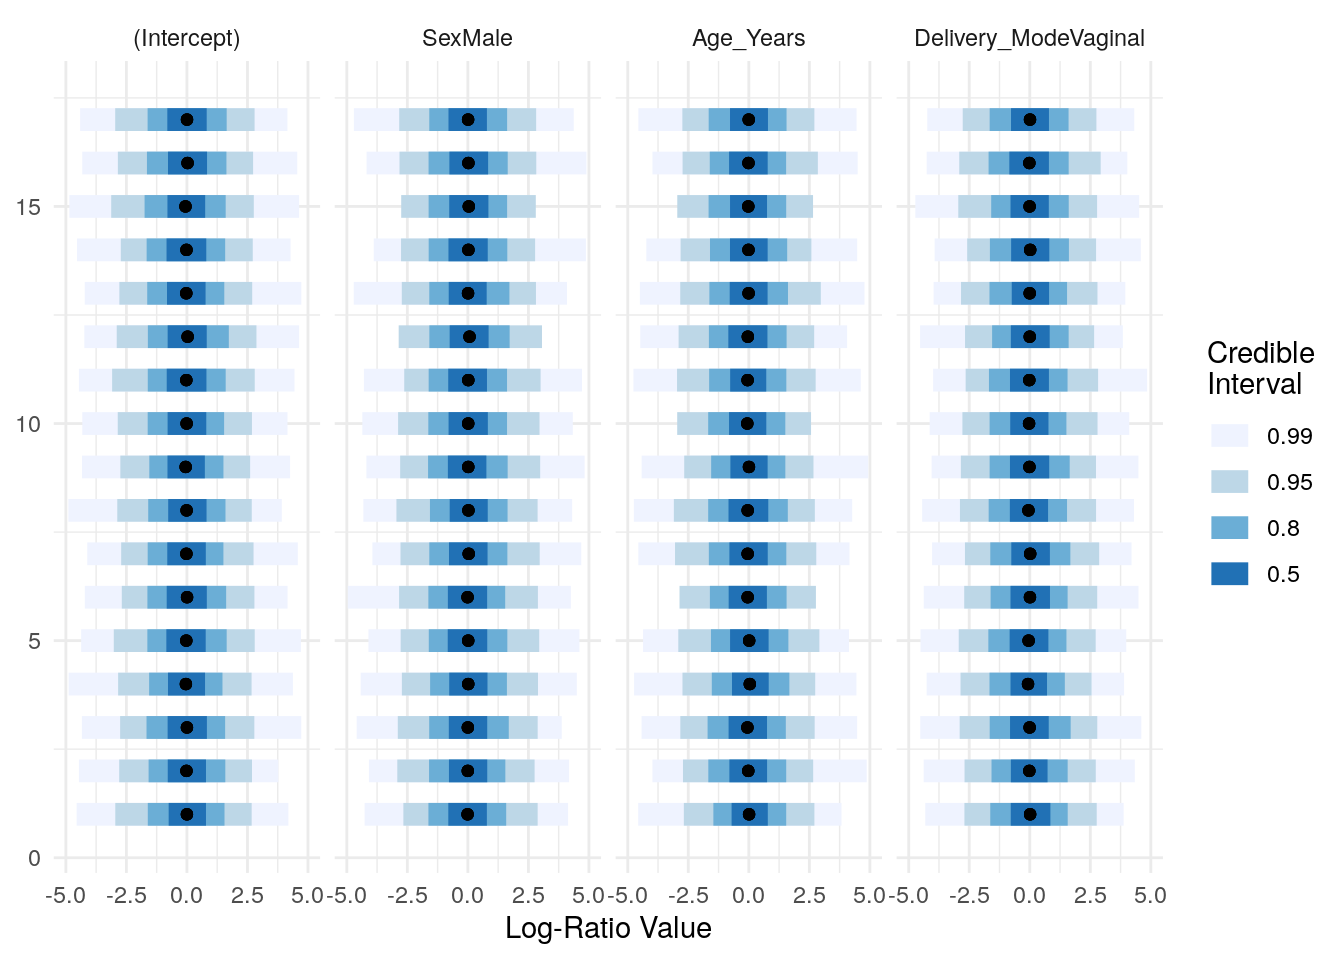 (Intercept) SexMale Age_Years Delivery_ModeVaginal
15
10
5
0
-5.0 -2.5 0.0 2.5 5.0 -5.0 -2.5 0.0 2.5 5.0 -5.0 -2.5 0.0 2.5 5.0 -5.0 -2.5 0.0 2.5 5.0
Log-Ratio Value
Credible
Interval
0.99
0.95
0.8
0.5